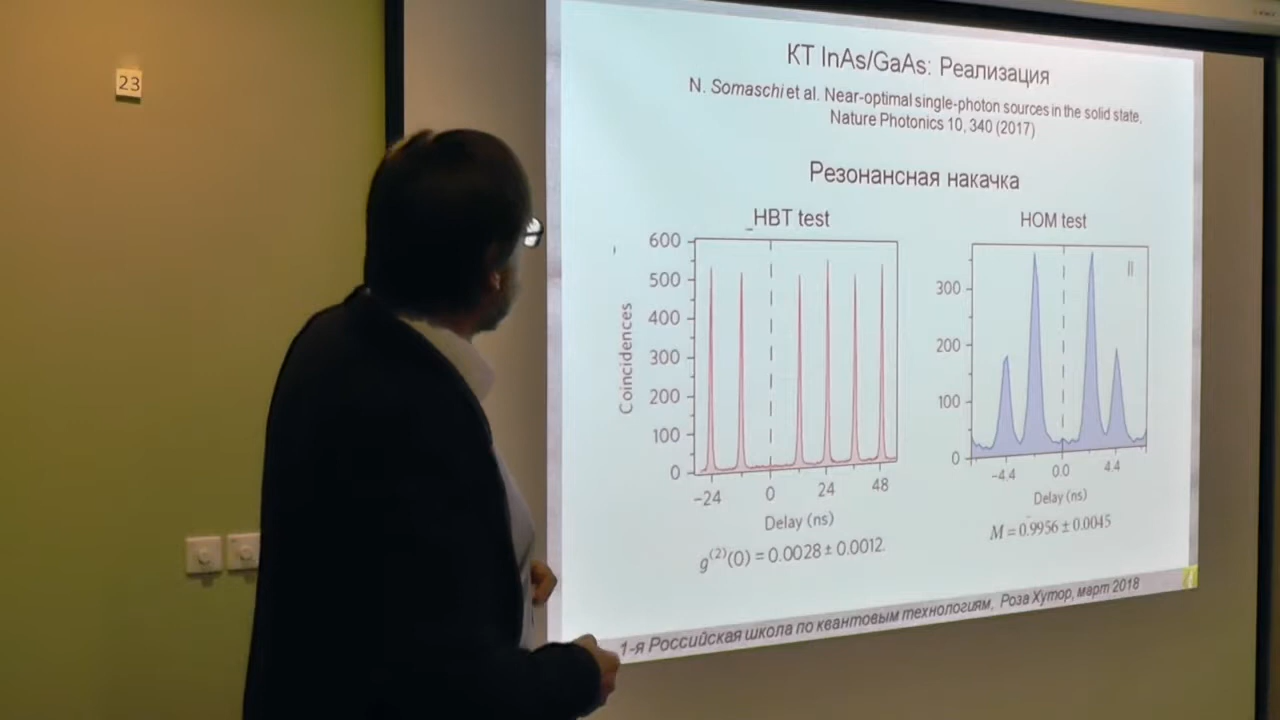 23
КТ InAs/GaAs: Реализация
N. Somaschi et al. Near-optimal single-photon sources in the solid state,
Nature Photonics 10, 340 (2017)
Резонансная накачка
HBT test
HOM test
600
500
400
300
200
100
0
Coincidences
−24 0 24 48
Delay (ns)
g(2)(0) = 0.0028 ± 0.0012.
II
300
200
100
0
−4.4 0.0 4.4
Delay (ns)
M = 0.9956 ± 0.0045
1-я Российская школа по квантовым технологиям, Роза Хутор, март 2018